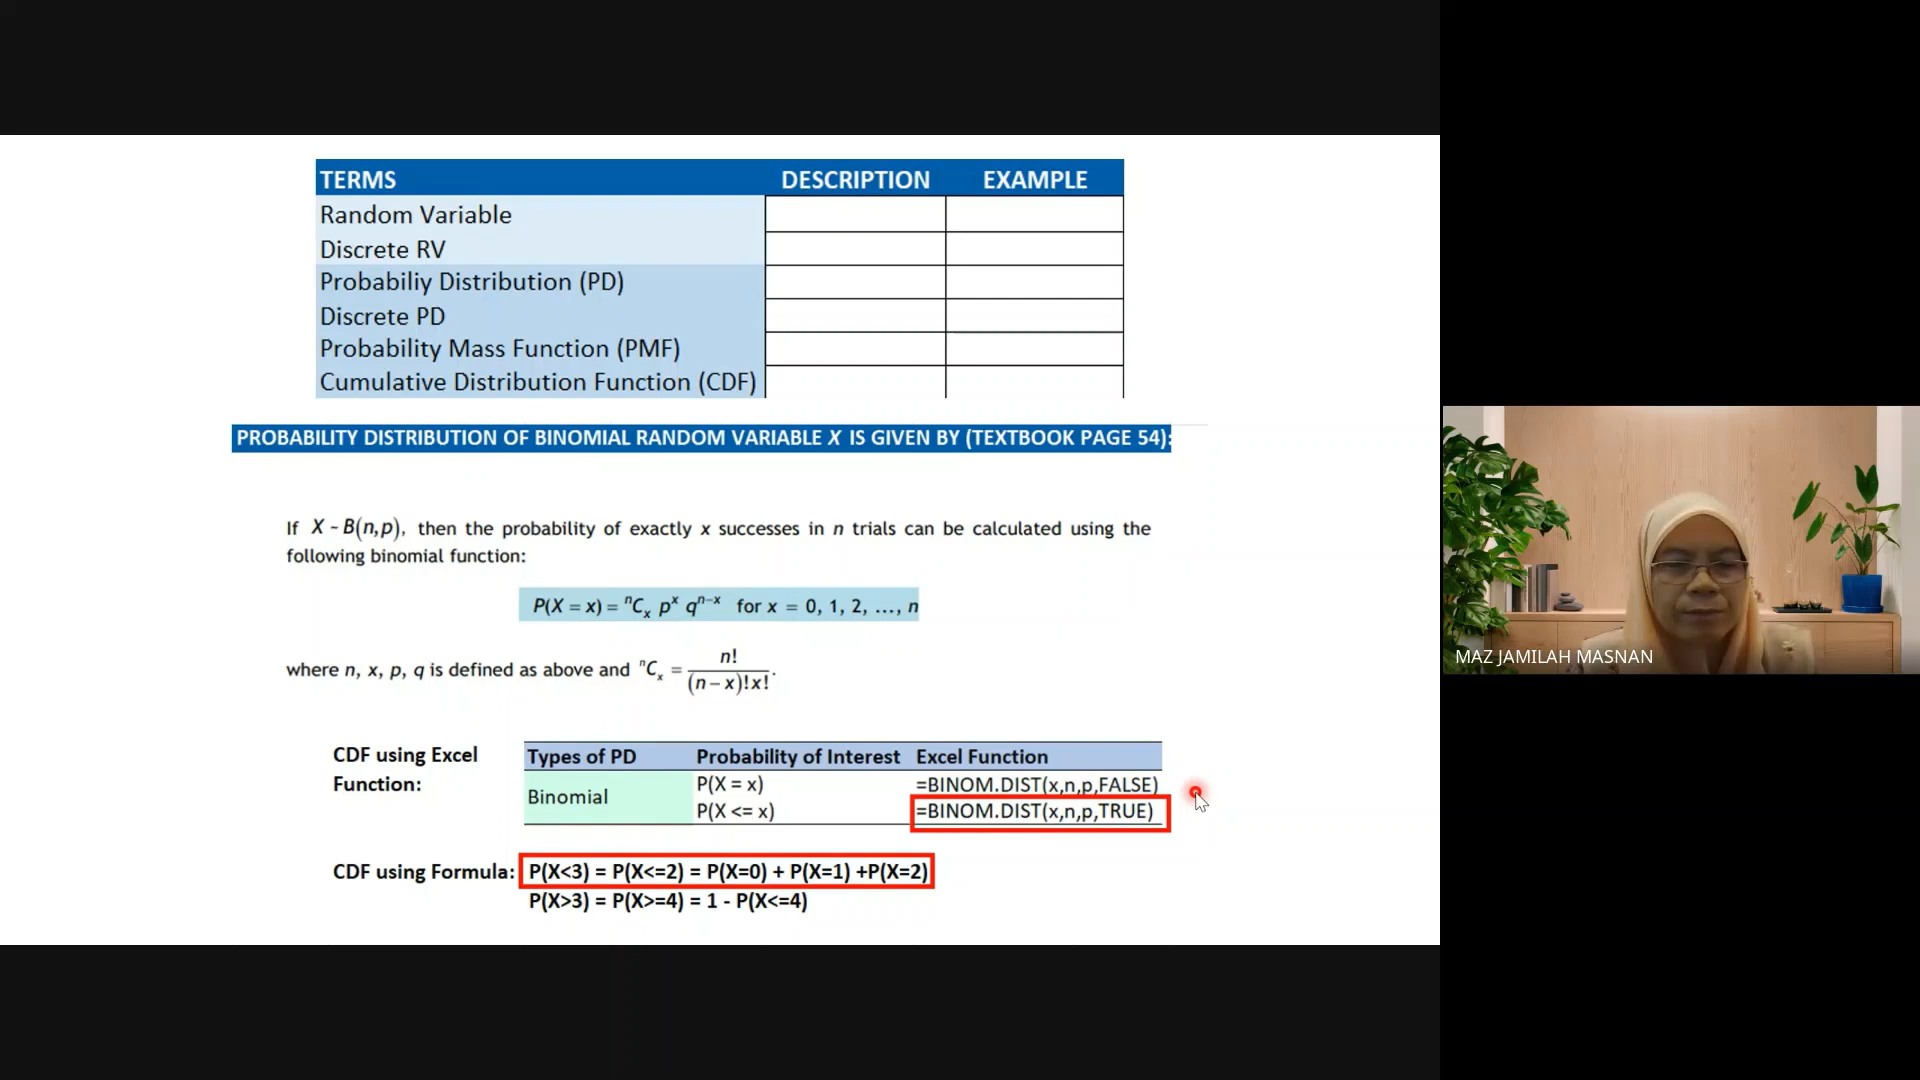 TERMS DESCRIPTION EXAMPLE
Random Variable
Discrete RV
Probabiliy Distribution (PD)
Discrete PD
Probability Mass Function (PMF)
Cumulative Distribution Function (CDF)
PROBABILITY DISTRIBUTION OF BINOMIAL RANDOM VARIABLE X IS GIVEN BY (TEXTBOOK PAGE 54):
If X ~ B(n,p), then the probability of exactly x successes in n trials can be calculated using the
following binomial function:
P(X = x) = ⁿCₓ pˣ qⁿ⁻ˣ for x = 0, 1, 2, ..., n
where n, x, p, q is defined as above and ⁿCₓ = n! / (n – x)! x! .
CDF using Excel
Function:
Types of PD Probability of Interest Excel Function
Binomial
P(X = x) =BINOM.DIST(x,n,p,FALSE)
P(X <= x) =BINOM.DIST(x,n,p,TRUE)
CDF using Formula: P(X<3) = P(X<=2) = P(X=0) + P(X=1) +P(X=2)
P(X>3) = P(X>=4) = 1 - P(X<=4)
MAZ JAMILAH MASNAN